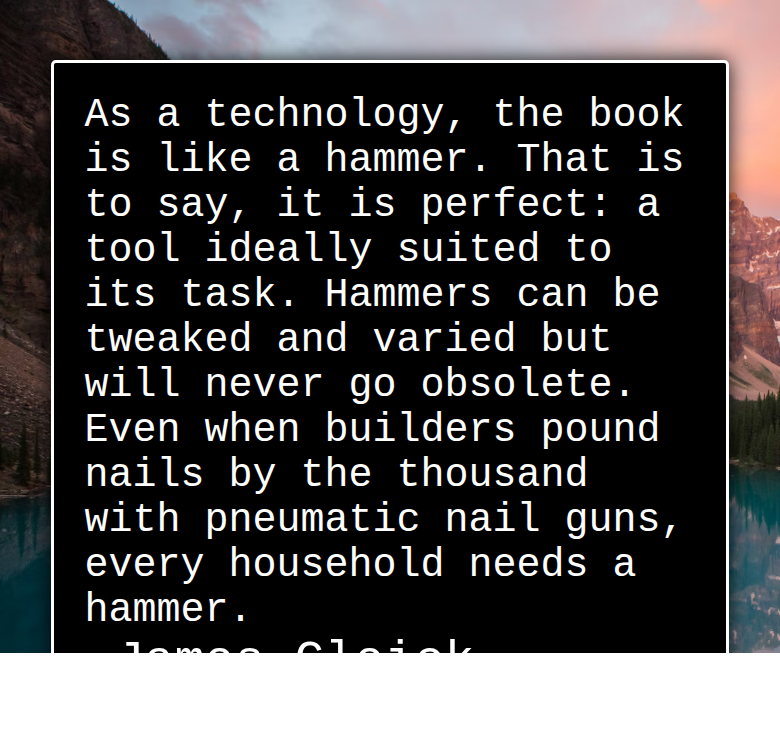 As a technology, the book
is like a hammer. That is
to say, it is perfect: a
tool ideally suited to
its task. Hammers can be
tweaked and varied but
will never go obsolete.
Even when builders pound
nails by the thousand
with pneumatic nail guns,
every household needs a
hammer.
James Gleick